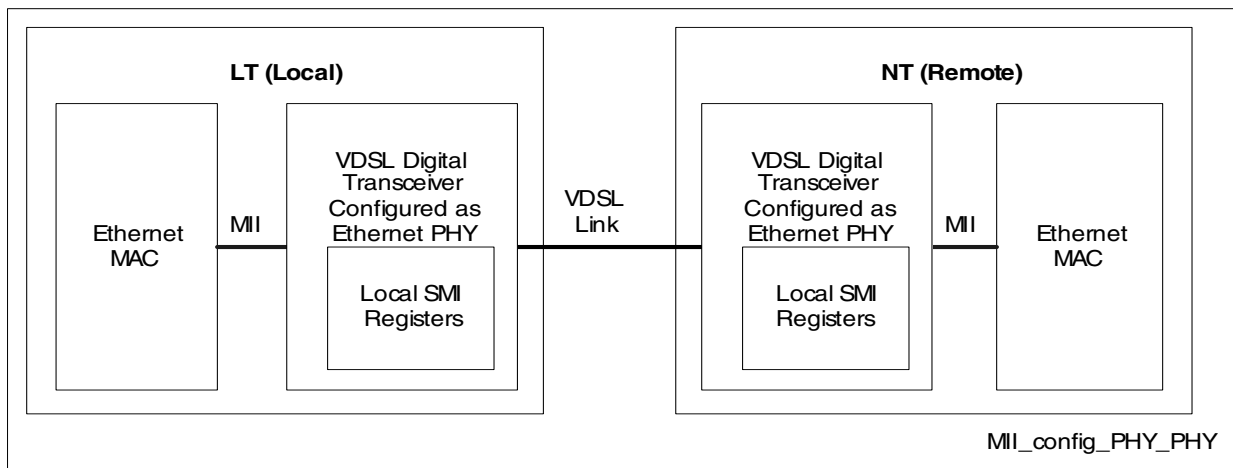 LT (Local)
Ethernet
MAC
MII
VDSL Digital
Transceiver
Configured as
Ethernet PHY
Local SMI
Registers
VDSL
Link
NT (Remote)
VDSL Digital
Transceiver
Configured as
Ethernet PHY
Local SMI
Registers
MII
Ethernet
MAC
MII_config_PHY_PHY